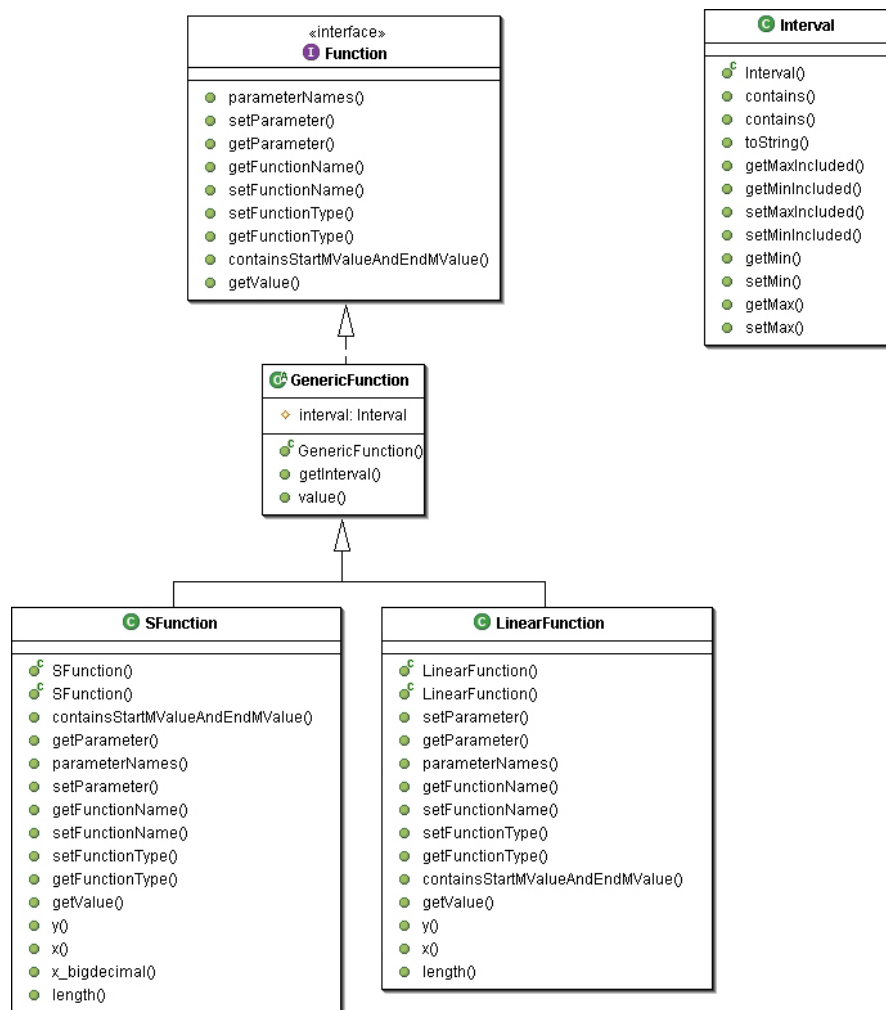 «interface»
I Function
parameterNames()
setParameter()
getParameter()
getFunctionName()
setFunctionName()
setFunctionType()
getFunctionType()
containsStartMValueAndEndMValue()
getValue()
C Interval
C Interval()
contains()
contains()
toString()
getMaxIncluded()
getMinIncluded()
setMaxIncluded()
setMinIncluded()
getMin()
setMin()
getMax()
setMax()
C A GenericFunction
interval: Interval
C GenericFunction()
getInterval()
value()
C SFunction
C SFunction()
C SFunction()
containsStartMValueAndEndMValue()
getParameter()
parameterNames()
setParameter()
getFunctionName()
setFunctionName()
setFunctionType()
getFunctionType()
getValue()
y()
x()
x_bigdecimal()
length()
C LinearFunction
C LinearFunction()
C LinearFunction()
setParameter()
getParameter()
parameterNames()
getFunctionName()
setFunctionName()
setFunctionType()
getFunctionType()
containsStartMValueAndEndMValue()
getValue()
y()
x()
length()